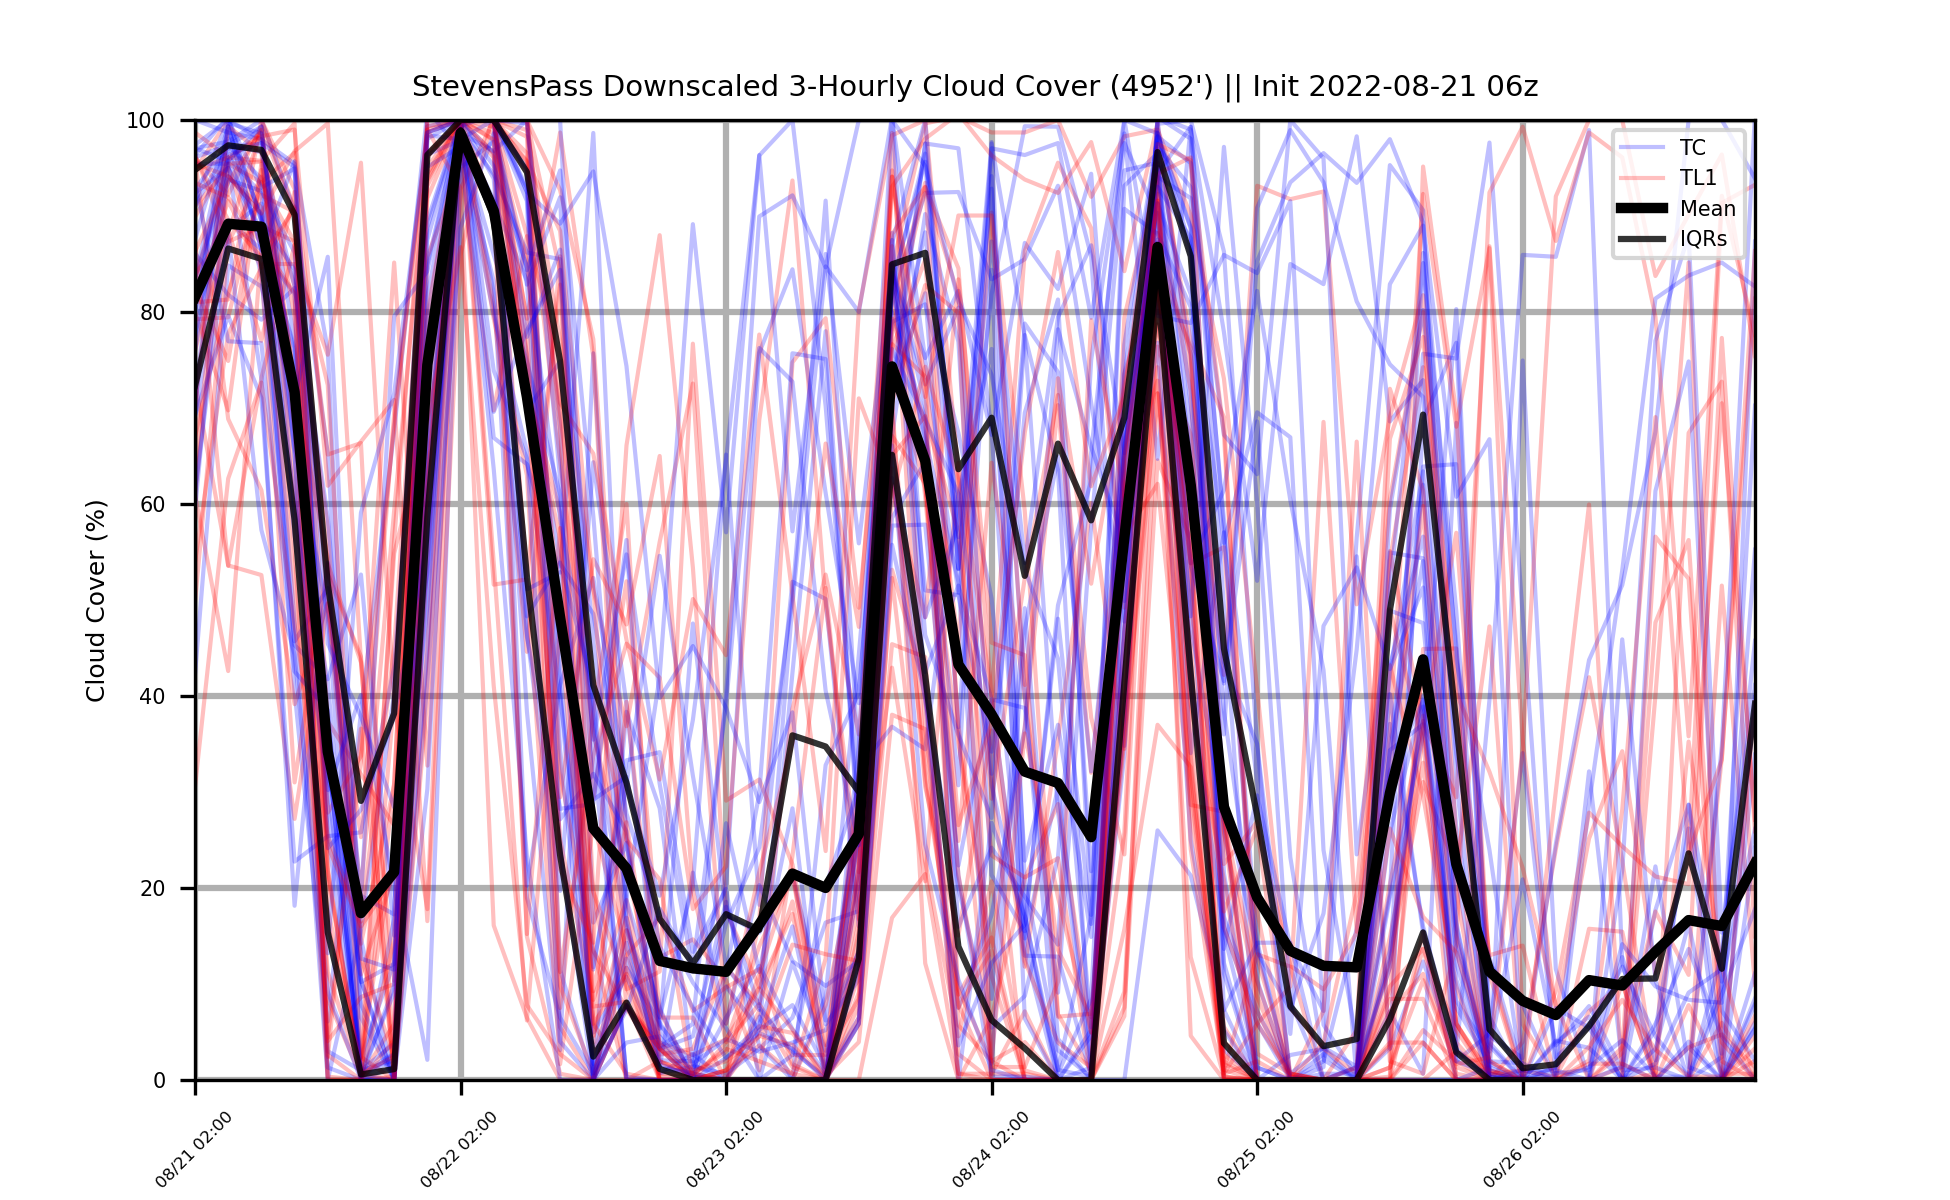 StevensPass Downscaled 3-Hourly Cloud Cover (4952') || Init 2022-08-21 06z
Cloud Cover (%)
100
80
60
40
20
0
TC
TL1
Mean
IQRs
08/21 02:00
08/22 02:00
08/23 02:00
08/24 02:00
08/25 02:00
08/26 02:00